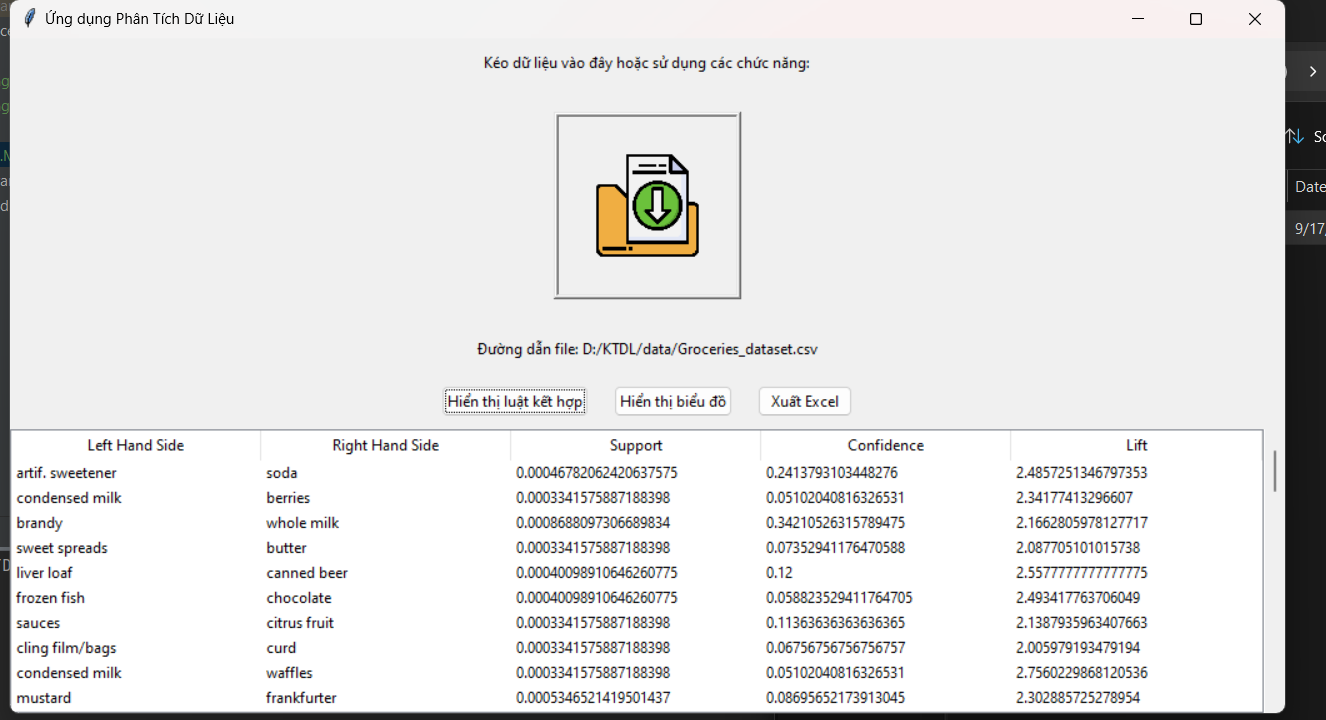 Ứng dụng Phân Tích Dữ Liệu
Kéo dữ liệu vào đây hoặc sử dụng các chức năng:
Đường dẫn file: D:/KTDL/data/Groceries_dataset.csv
Hiển thị luật kết hợp Hiển thị biểu đồ Xuất Excel
Left Hand Side Right Hand Side Support Confidence Lift
artif. sweetener soda 0.00046782062420637575 0.2413793103448276 2.4857251346797353
condensed milk berries 0.0003341575887188398 0.05102040816326531 2.34177413296607
brandy whole milk 0.0008688097306689834 0.34210526315789475 2.1662805978127717
sweet spreads butter 0.0003341575887188398 0.07352941176470588 2.087705101015738
liver loaf canned beer 0.00040098910646260775 0.12 2.5577777777777775
frozen fish chocolate 0.00040098910646260775 0.058823529411764705 2.493417763706049
sauces citrus fruit 0.0003341575887188398 0.11363636363636365 2.1387935963407663
cling film/bags curd 0.0003341575887188398 0.06756756756756757 2.005979193479194
condensed milk waffles 0.0003341575887188398 0.05102040816326531 2.7560229868120536
mustard frankfurter 0.0005346521419501437 0.08695652173913045 2.302885725278954
Date
9/17